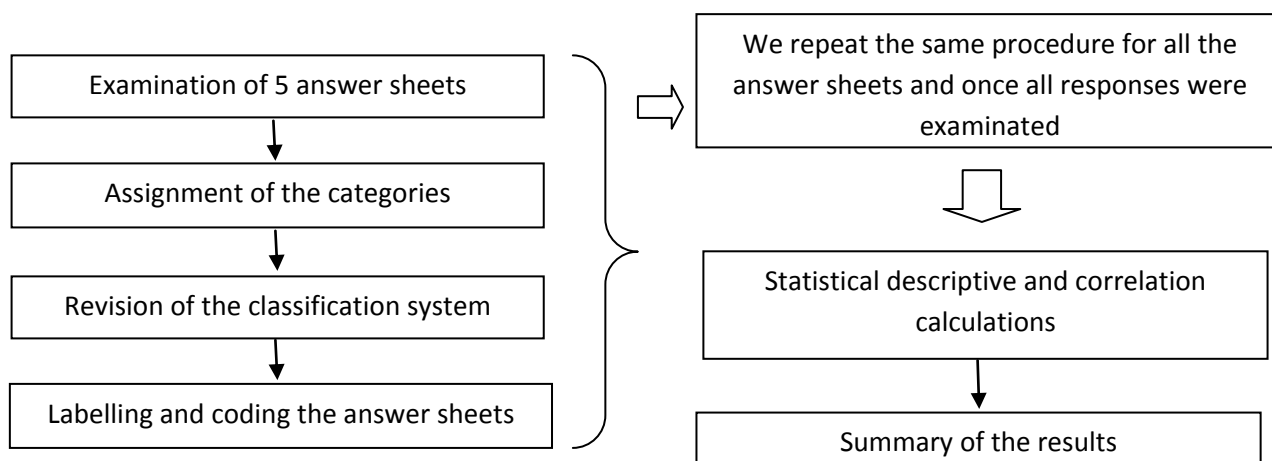 Examination of 5 answer sheets
Assignment of the categories
Revision of the classification system
Labelling and coding the answer sheets
We repeat the same procedure for all the
answer sheets and once all responses were
examinated
Statistical descriptive and correlation
calculations
Summary of the results